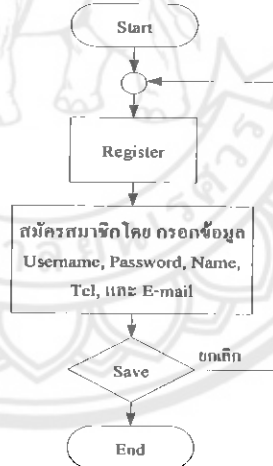 Start
Register
สมัครสมาชิกโดย กรอกข้อมูล
Username, Password, Name,
Tel, และ E-mail
Save
ยกเลิก
End